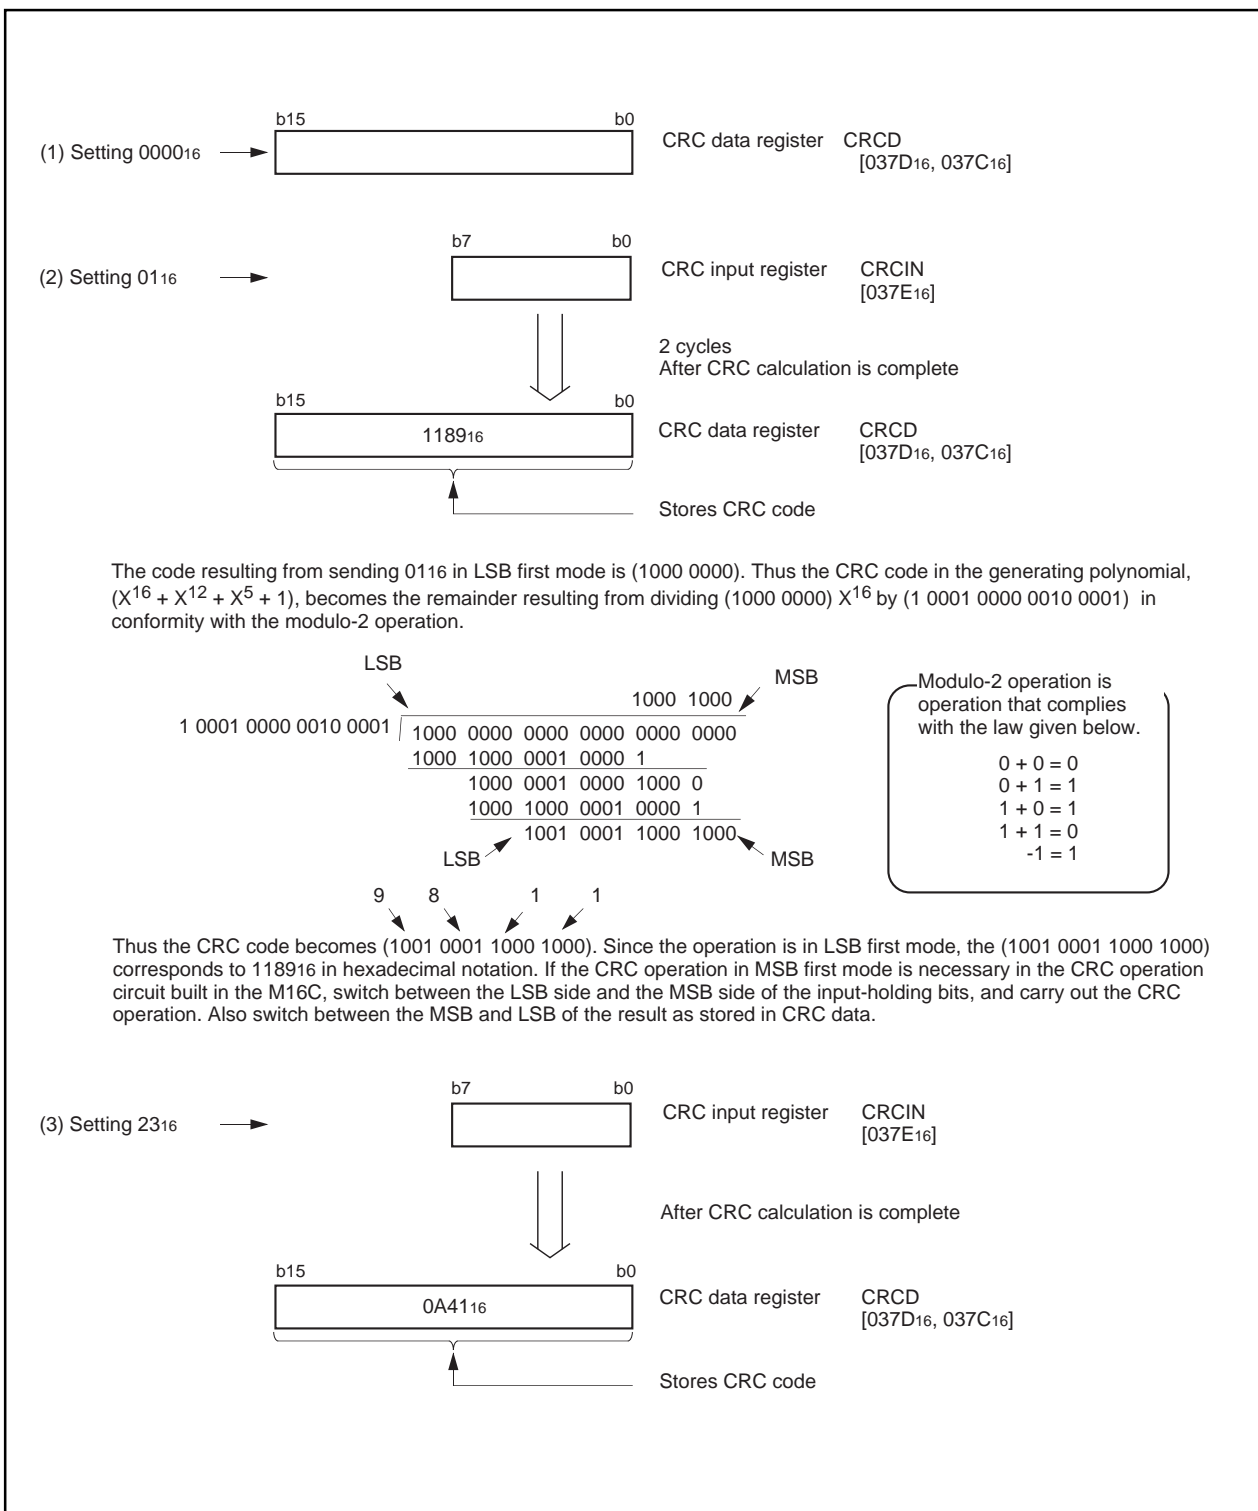 b15 b0
(1) Setting 000016 CRC data register CRCD
[037D16, 037C16]
b7 b0
(2) Setting 0116 CRC input register CRCIN
[037E16]
2 cycles
After CRC calculation is complete
b15 b0
118916 CRC data register CRCD
[037D16, 037C16]
Stores CRC code
The code resulting from sending 0116 in LSB first mode is (1000 0000). Thus the CRC code in the generating polynomial,
(X16 + X12 + X5 + 1), becomes the remainder resulting from dividing (1000 0000) X16 by (1 0001 0000 0010 0001) in
conformity with the modulo-2 operation.
LSB MSB
1000 1000
1 0001 0000 0010 0001 1000 0000 0000 0000 0000 0000
1000 1000 0001 0000 1
1000 0001 0000 1000 0
1000 1000 0001 0000 1
1001 0001 1000 1000
LSB MSB
Modulo-2 operation is
operation that complies
with the law given below.
0 + 0 = 0
0 + 1 = 1
1 + 0 = 1
1 + 1 = 0
-1 = 1
9 8 1 1
Thus the CRC code becomes (1001 0001 1000 1000). Since the operation is in LSB first mode, the (1001 0001 1000 1000)
corresponds to 118916 in hexadecimal notation. If the CRC operation in MSB first mode is necessary in the CRC operation
circuit built in the M16C, switch between the LSB side and the MSB side of the input-holding bits, and carry out the CRC
operation. Also switch between the MSB and LSB of the result as stored in CRC data.
b7 b0
(3) Setting 2316 CRC input register CRCIN
[037E16]
After CRC calculation is complete
b15 b0
0A4116 CRC data register CRCD
[037D16, 037C16]
Stores CRC code